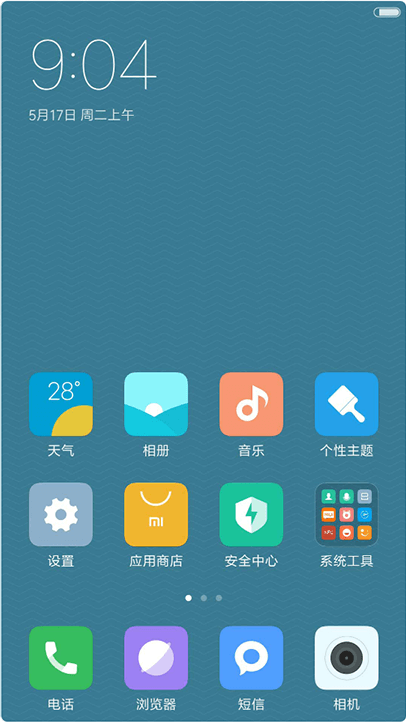 9:04
5月17日 周二上午
28°
天气 相册 音乐 个性主题
mi
设置 应用商店 安全中心 系统工具
电话 浏览器 短信 相机